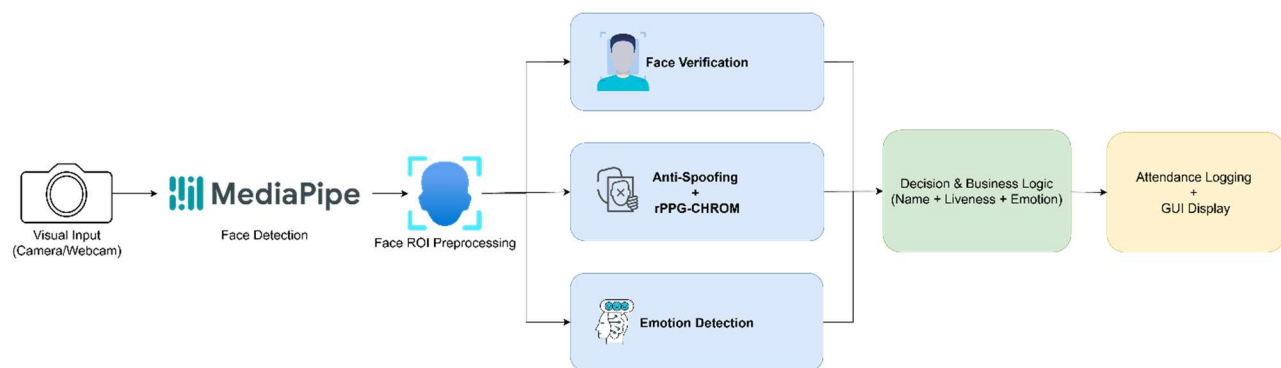 Visual Input
(Camera/Webcam)
MediaPipe
Face Detection
Face ROI Preprocessing
Face Verification
Anti-Spoofing
+
rPPG-CHROM
Emotion Detection
Decision & Business Logic
(Name + Liveness + Emotion)
Attendance Logging
+
GUI Display